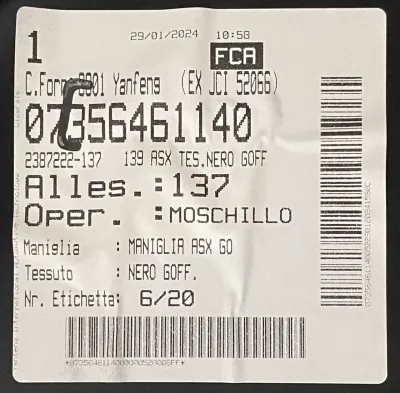 29/01/2024 10:58
1 FCA
C.Forn: 8801 Yanfeng (EX JCI 52066)
07356461140
2387222-137 139 ASX TES.NERO GOFF
Alles.:137
Oper. :MOSCHILLO
Maniglia : MANIGLIA ASX GO
Tessuto : NERO GOFF.
Nr. Etichetta: 6/20